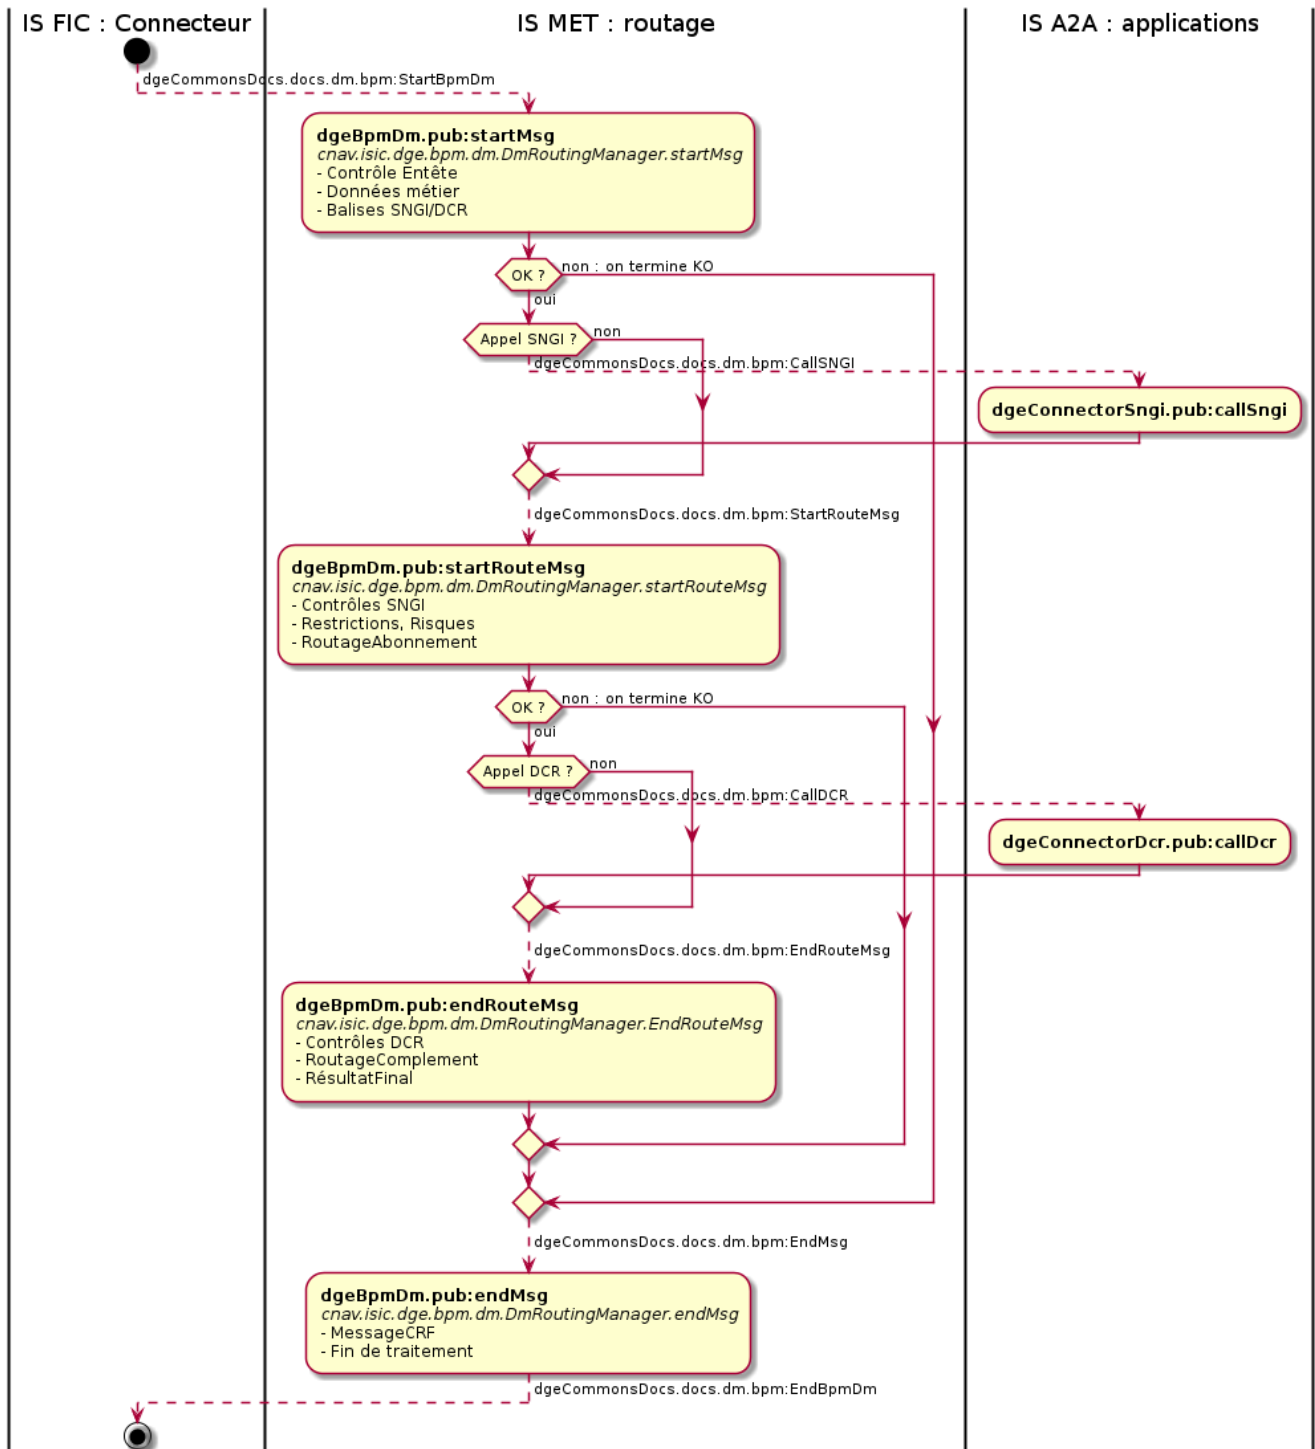 IS FIC : Connecteur
IS MET : routage
IS A2A : applications
dgeCommonsDocs.docs.dm.bpm:StartBpmDm
dgeBpmDm.pub:startMsg
cnav.isic.dge.bpm.dm.DmRoutingManager.startMsg
- Contrôle Entête
- Données métier
- Balises SNGI/DCR
OK ?
non : on termine KO
oui
Appel SNGI ?
non
dgeCommonsDocs.docs.dm.bpm:CallSNGI
dgeConnectorSngi.pub:callSngi
dgeCommonsDocs.docs.dm.bpm:StartRouteMsg
dgeBpmDm.pub:startRouteMsg
cnav.isic.dge.bpm.dm.DmRoutingManager.startRouteMsg
- Contrôles SNGI
- Restrictions, Risques
- RoutageAbonnement
OK ?
non : on termine KO
oui
Appel DCR ?
non
dgeCommonsDocs.docs.dm.bpm:CallDCR
dgeConnectorDcr.pub:callDcr
dgeCommonsDocs.docs.dm.bpm:EndRouteMsg
dgeBpmDm.pub:endRouteMsg
cnav.isic.dge.bpm.dm.DmRoutingManager.EndRouteMsg
- Contrôles DCR
- RoutageComplement
- RésultatFinal
dgeCommonsDocs.docs.dm.bpm:EndMsg
dgeBpmDm.pub:endMsg
cnav.isic.dge.bpm.dm.DmRoutingManager.endMsg
- MessageCRF
- Fin de traitement
dgeCommonsDocs.docs.dm.bpm:EndBpmDm